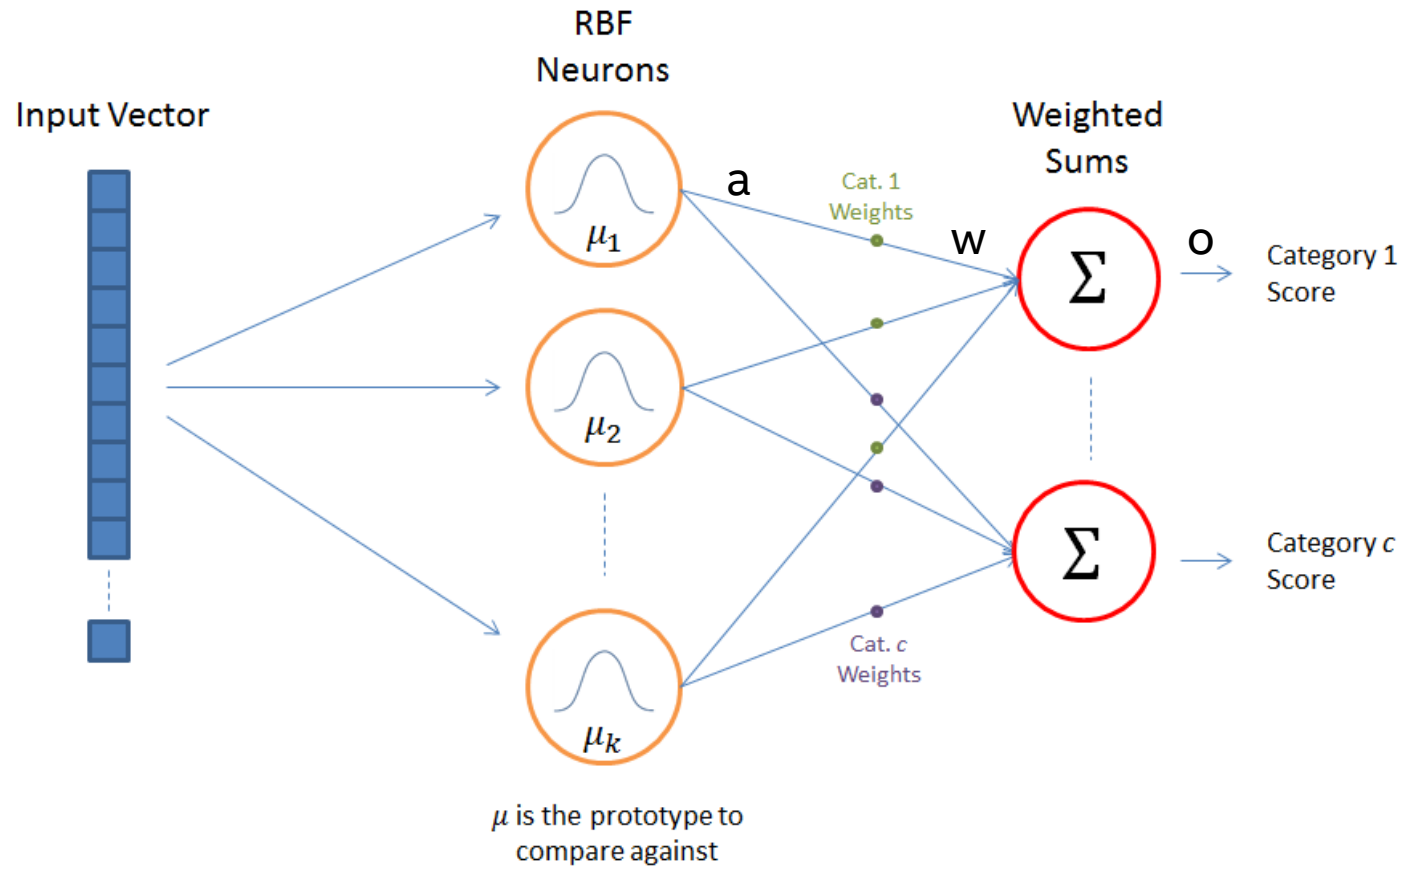 RBF
Neurons
Input Vector
Weighted
Sums
a
Cat. 1
Weights
w
o
μ1
Σ
Category 1
Score
μ2
Σ
Category c
Score
Cat. c
Weights
μk
μ is the prototype to
compare against